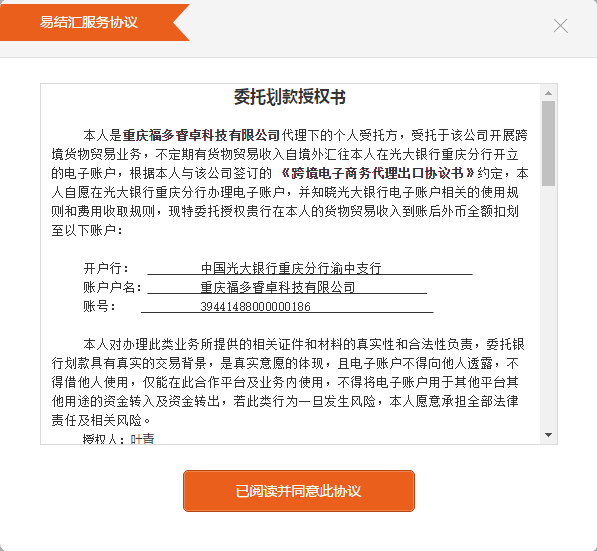 易结汇服务协议
委托划款授权书
本人是重庆福多睿卓科技有限公司代理下的个人受托方，受托于该公司开展跨
境货物贸易业务，不定期有货物贸易收入自境外汇往本人在光大银行重庆分行开立
的电子账户，根据本人与该公司签订的《跨境电子商务代理出口协议书》约定，本
人自愿在光大银行重庆分行办理电子账户，并知晓光大银行电子账户相关的使用规
则和费用收取规则，现特委托授权贵行在本人的货物贸易收入到账后外币全额扣划
至以下账户：
开户行： 中国光大银行重庆分行渝中支行
账户户名： 重庆福多睿卓科技有限公司
账号： 39441488000000186
本人对办理此类业务所提供的相关证件和材料的真实性和合法性负责，委托银
行划款具有真实的交易背景，是真实意愿的体现，且电子账户不得向他人透露，不
得借他人使用，仅能在此合作平台及业务内使用，不得将电子账户用于其他平台其
他用途的资金转入及资金转出，若此类行为一旦发生风险，本人愿意承担全部法律
责任及相关风险。
授权人：叶青
已阅读并同意此协议